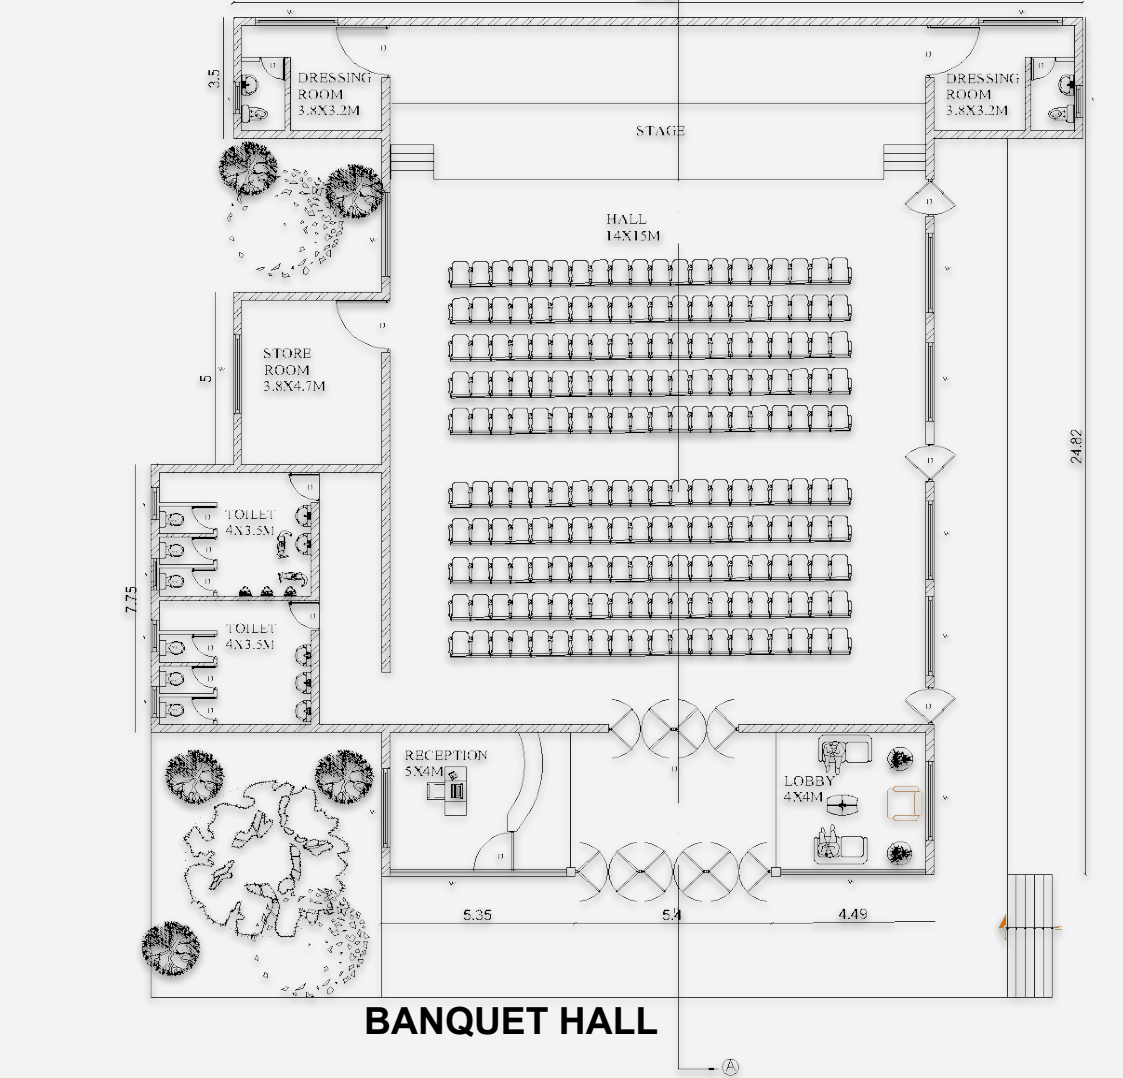 W
W
D
D
D
D
3.5
DRESSING
ROOM
3.8X3.2M
DRESSING
ROOM
3.8X3.2M
STAGE
D
HALL
14X15M
W
W
D
STORE
ROOM
3.8X4.7M
5
W
W
24.82
D
D
TOILET
4X3.5M
D
D
D
W
7.75
D
TOILET
4X3.5M
W
D
D
D
D
RECEPTION
5X4M
D
LOBBY
4X4M
W
D
W
W
5.35
5.4
4.49
BANQUET HALL
A